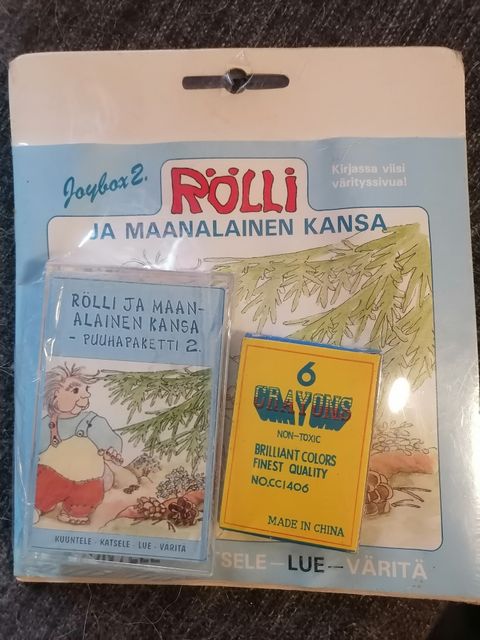 Joybox 2.
RÖLLI
Kirjassa viisi
värityssivua!
JA MAANALAINEN KANSA
RÖLLI JA MAAN-
ALAINEN KANSA
- PUUHAPAKETTI 2.
KUUNTELE - KATSELE - LUE - VÄRITÄ
6
CRAYONS
NON-TOXIC
BRILLIANT COLORS
FINEST QUALITY
NO.CC1406
MADE IN CHINA
TSELE – LUE – VÄRITÄ